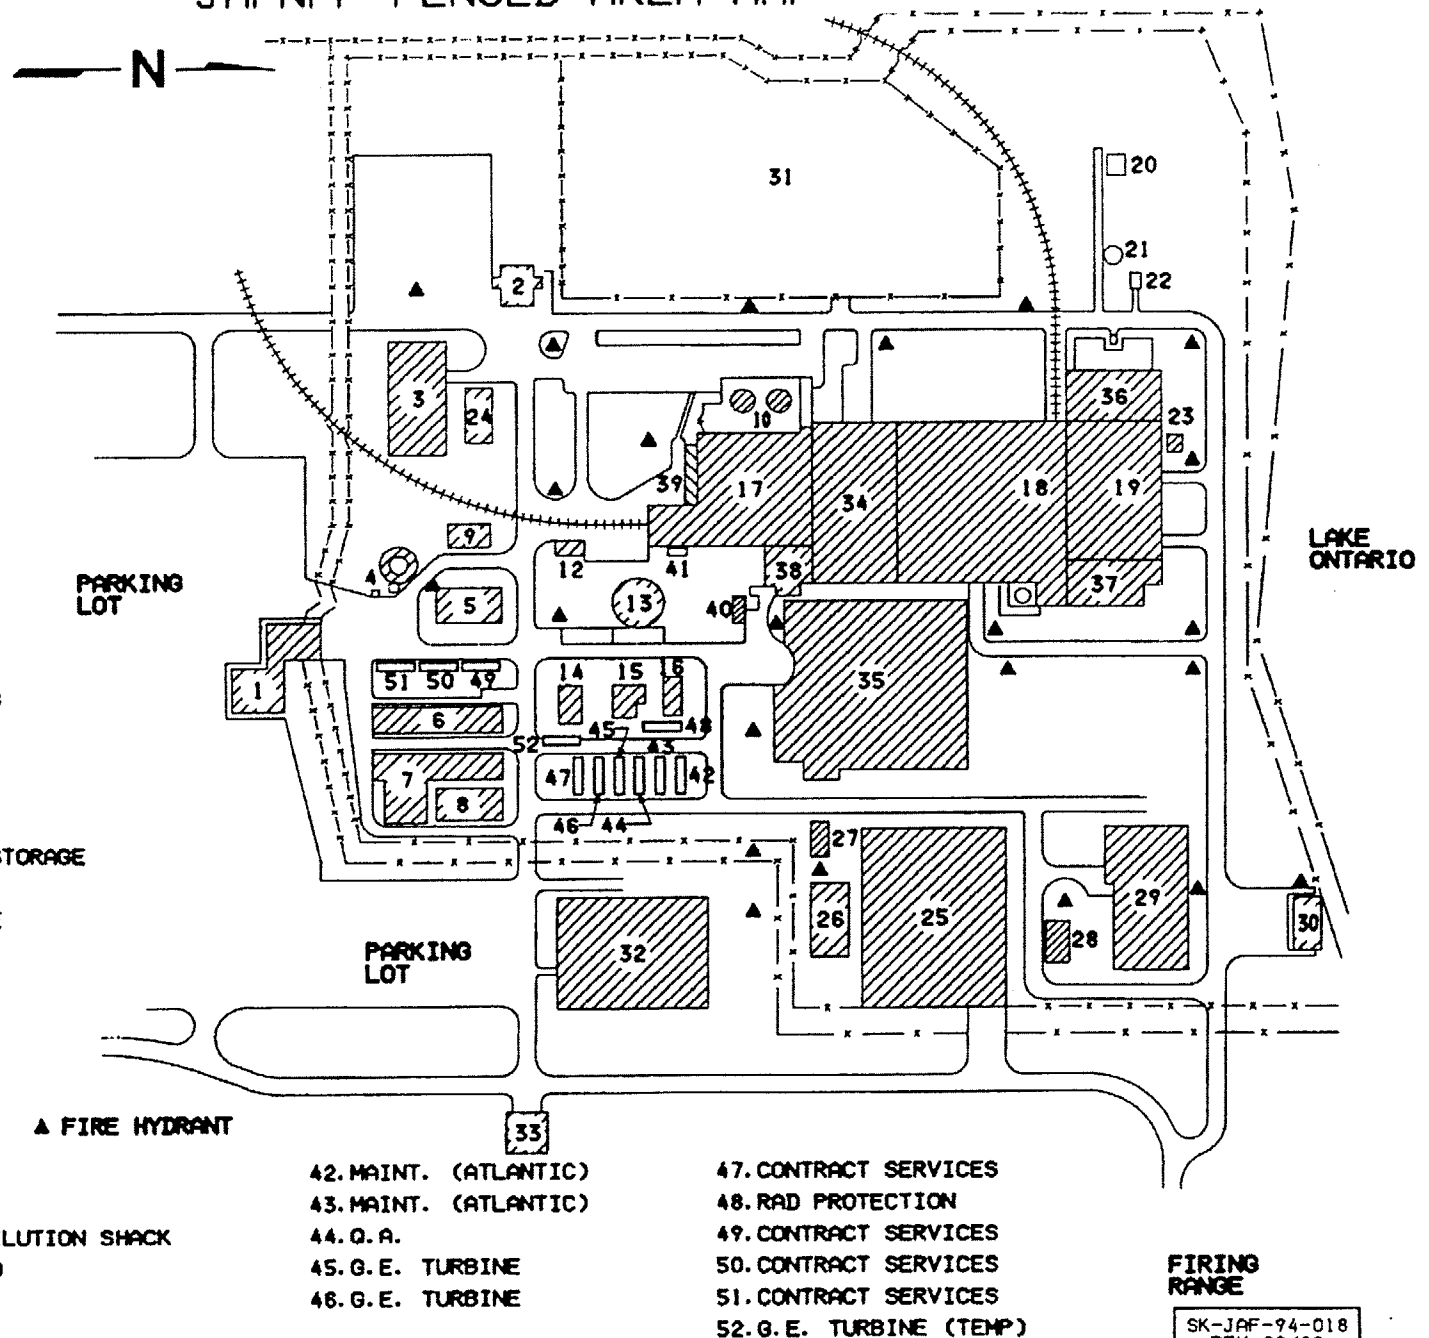 FENCED AREA MAP
N
31
20
21
22
2
3
24
10
36
23
39
17
34
18
19
9
12
41
38
37
4
5
13
40
PARKING
LOT
LAKE
ONTARIO
1
51
50
49
14
15
16
35
6
45
48
52
43
7
47
42
8
46
44
STORAGE
27
26
25
29
28
30
32
PARKING
LOT
33
▲ FIRE HYDRANT
42. MAINT. (ATLANTIC)
43. MAINT. (ATLANTIC)
44. Q.A.
45. G.E. TURBINE
46. G.E. TURBINE
LUTION SHACK
47. CONTRACT SERVICES
48. RAD PROTECTION
49. CONTRACT SERVICES
50. CONTRACT SERVICES
51. CONTRACT SERVICES
52. G.E. TURBINE (TEMP)
FIRING
RANGE
SK-JAF-94-018